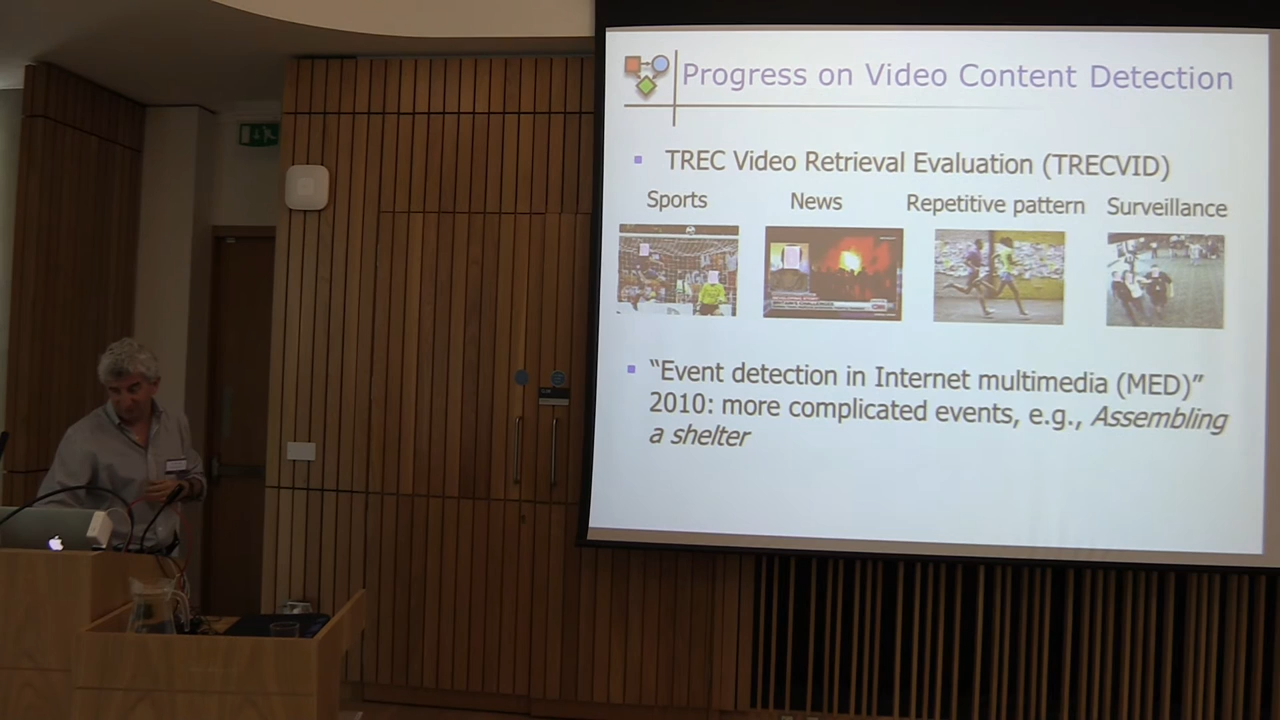 Progress on Video Content Detection
TREC Video Retrieval Evaluation (TRECVID)
Sports News Repetitive pattern Surveillance
“Event detection in Internet multimedia (MED)”
2010: more complicated events, e.g., Assembling
a shelter